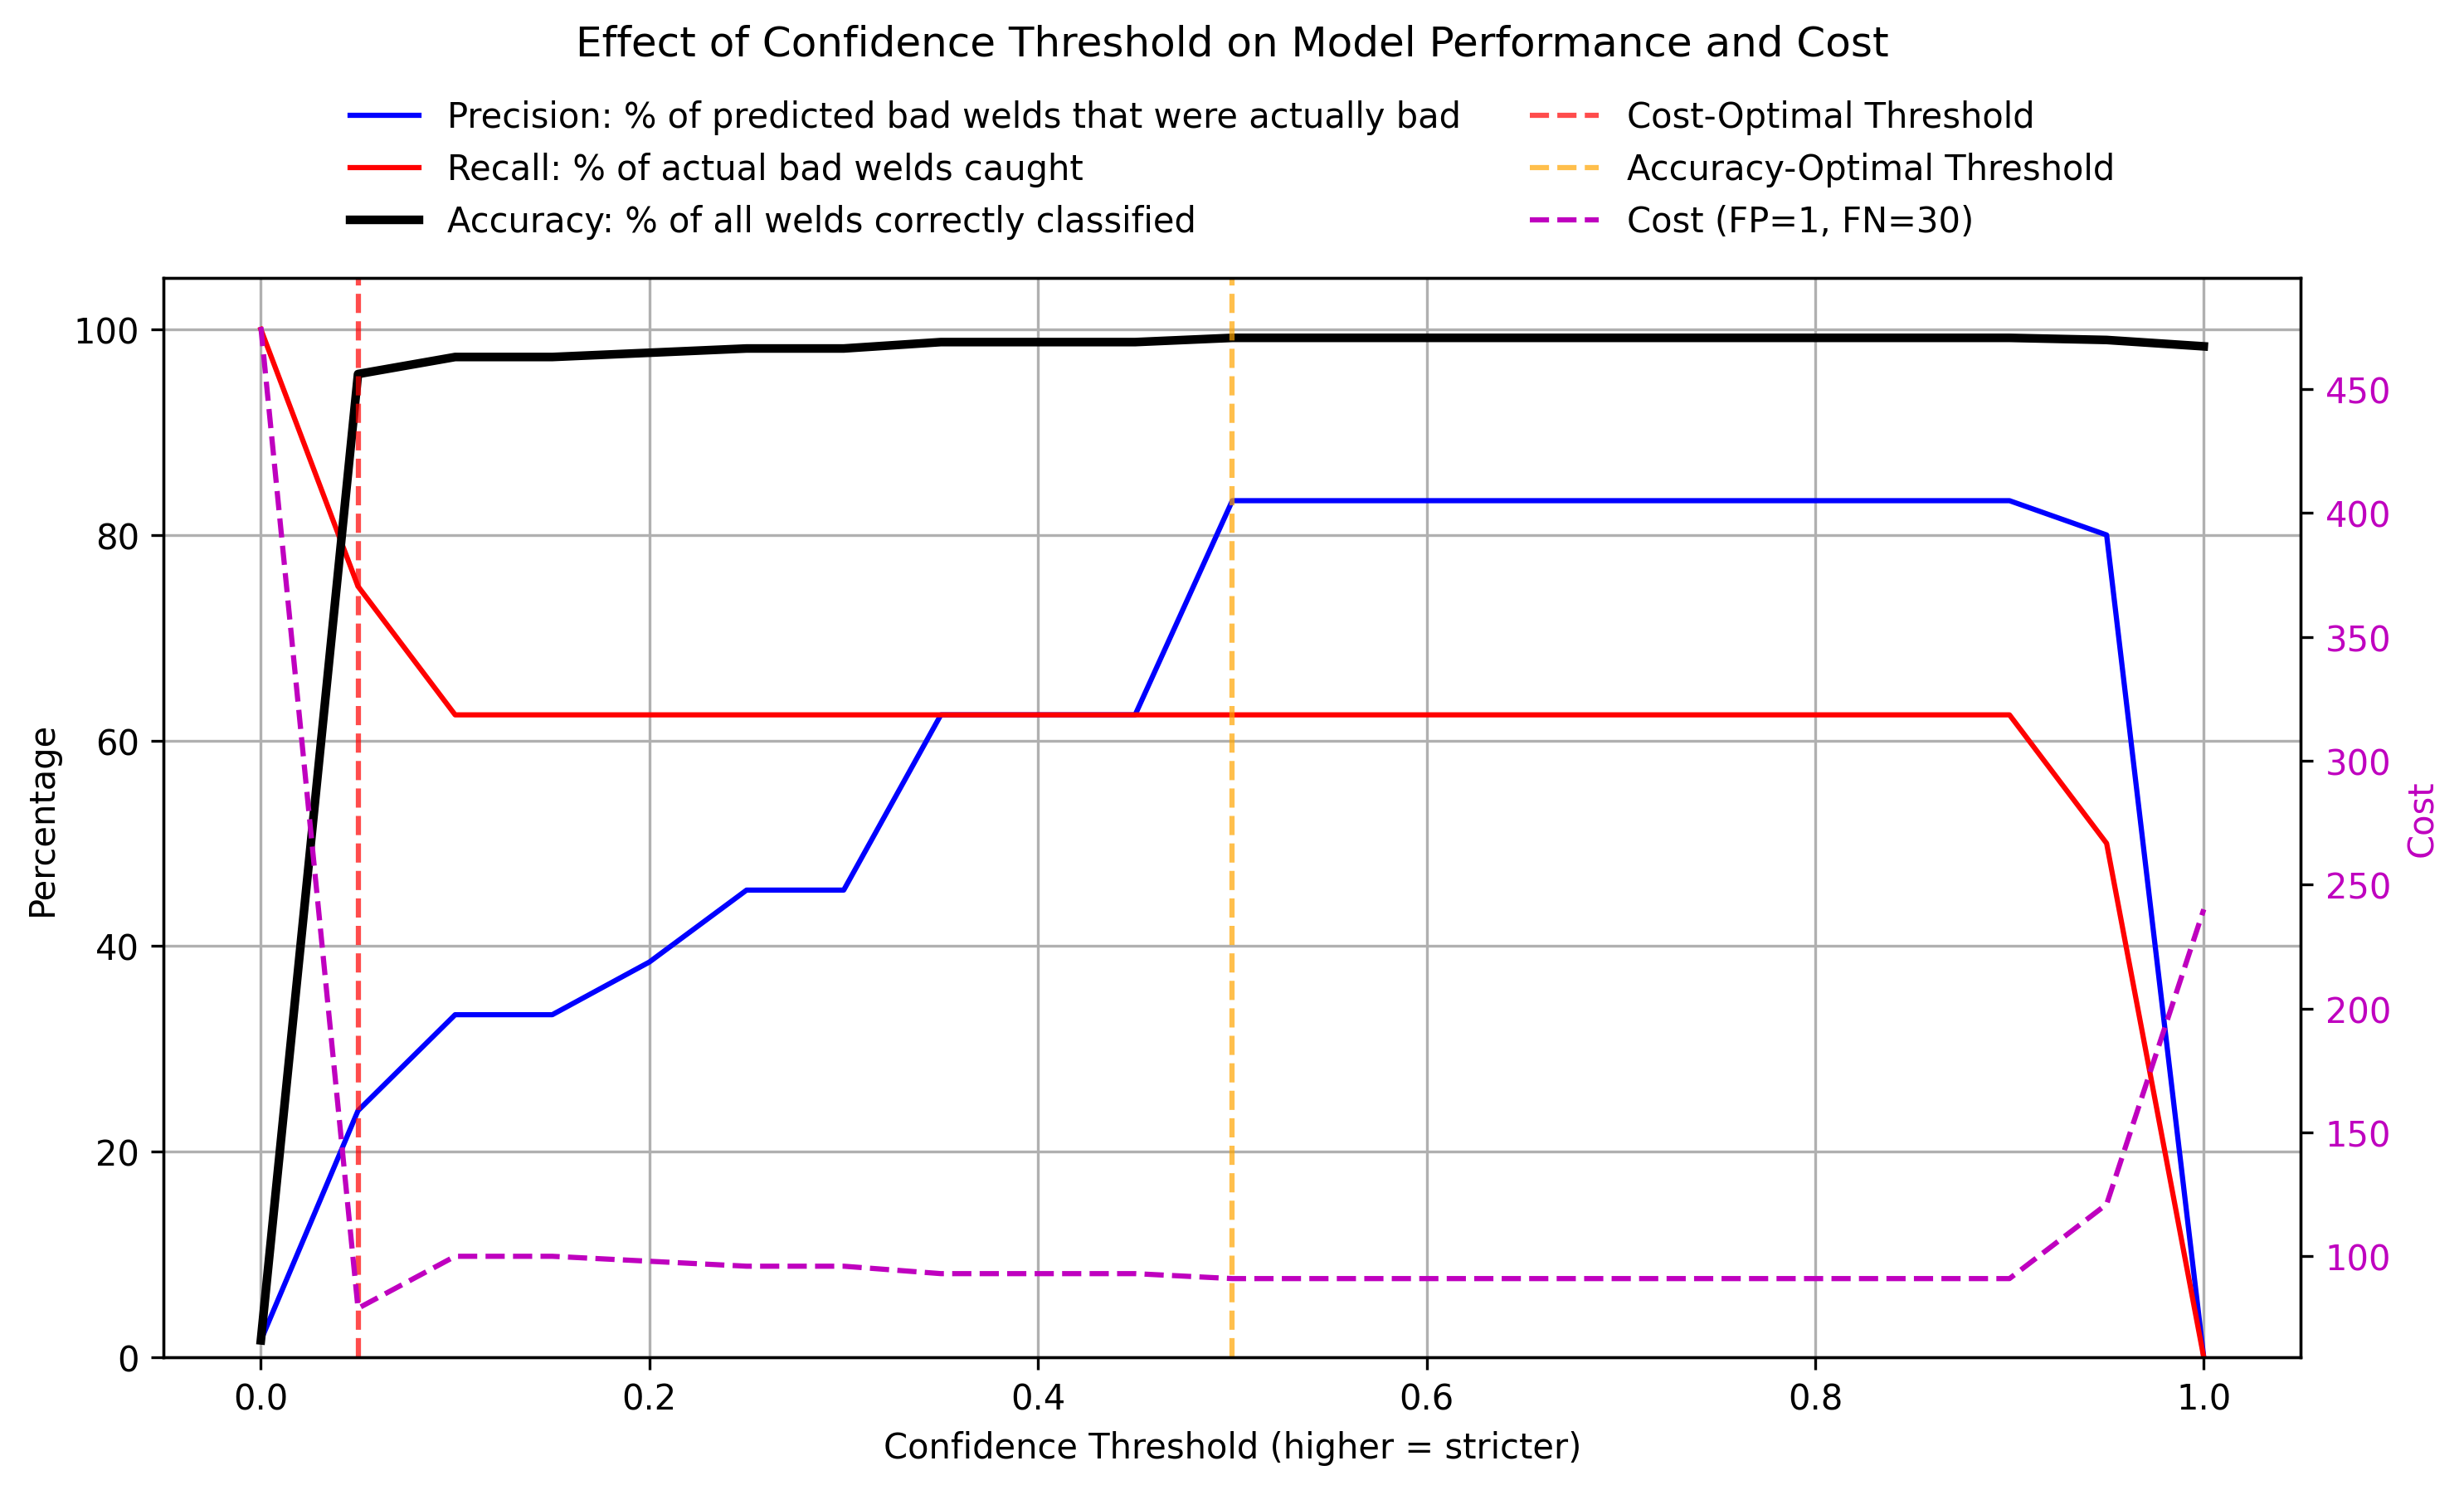 Effect of Confidence Threshold on Model Performance and Cost
Precision: % of predicted bad welds that were actually bad
Recall: % of actual bad welds caught
Accuracy: % of all welds correctly classified
Cost-Optimal Threshold
Accuracy-Optimal Threshold
Cost (FP=1, FN=30)
Percentage
100
80
60
40
20
0
450
400
350
300
250
200
150
100
Cost
0.0
0.2
0.4
0.6
0.8
1.0
Confidence Threshold (higher = stricter)